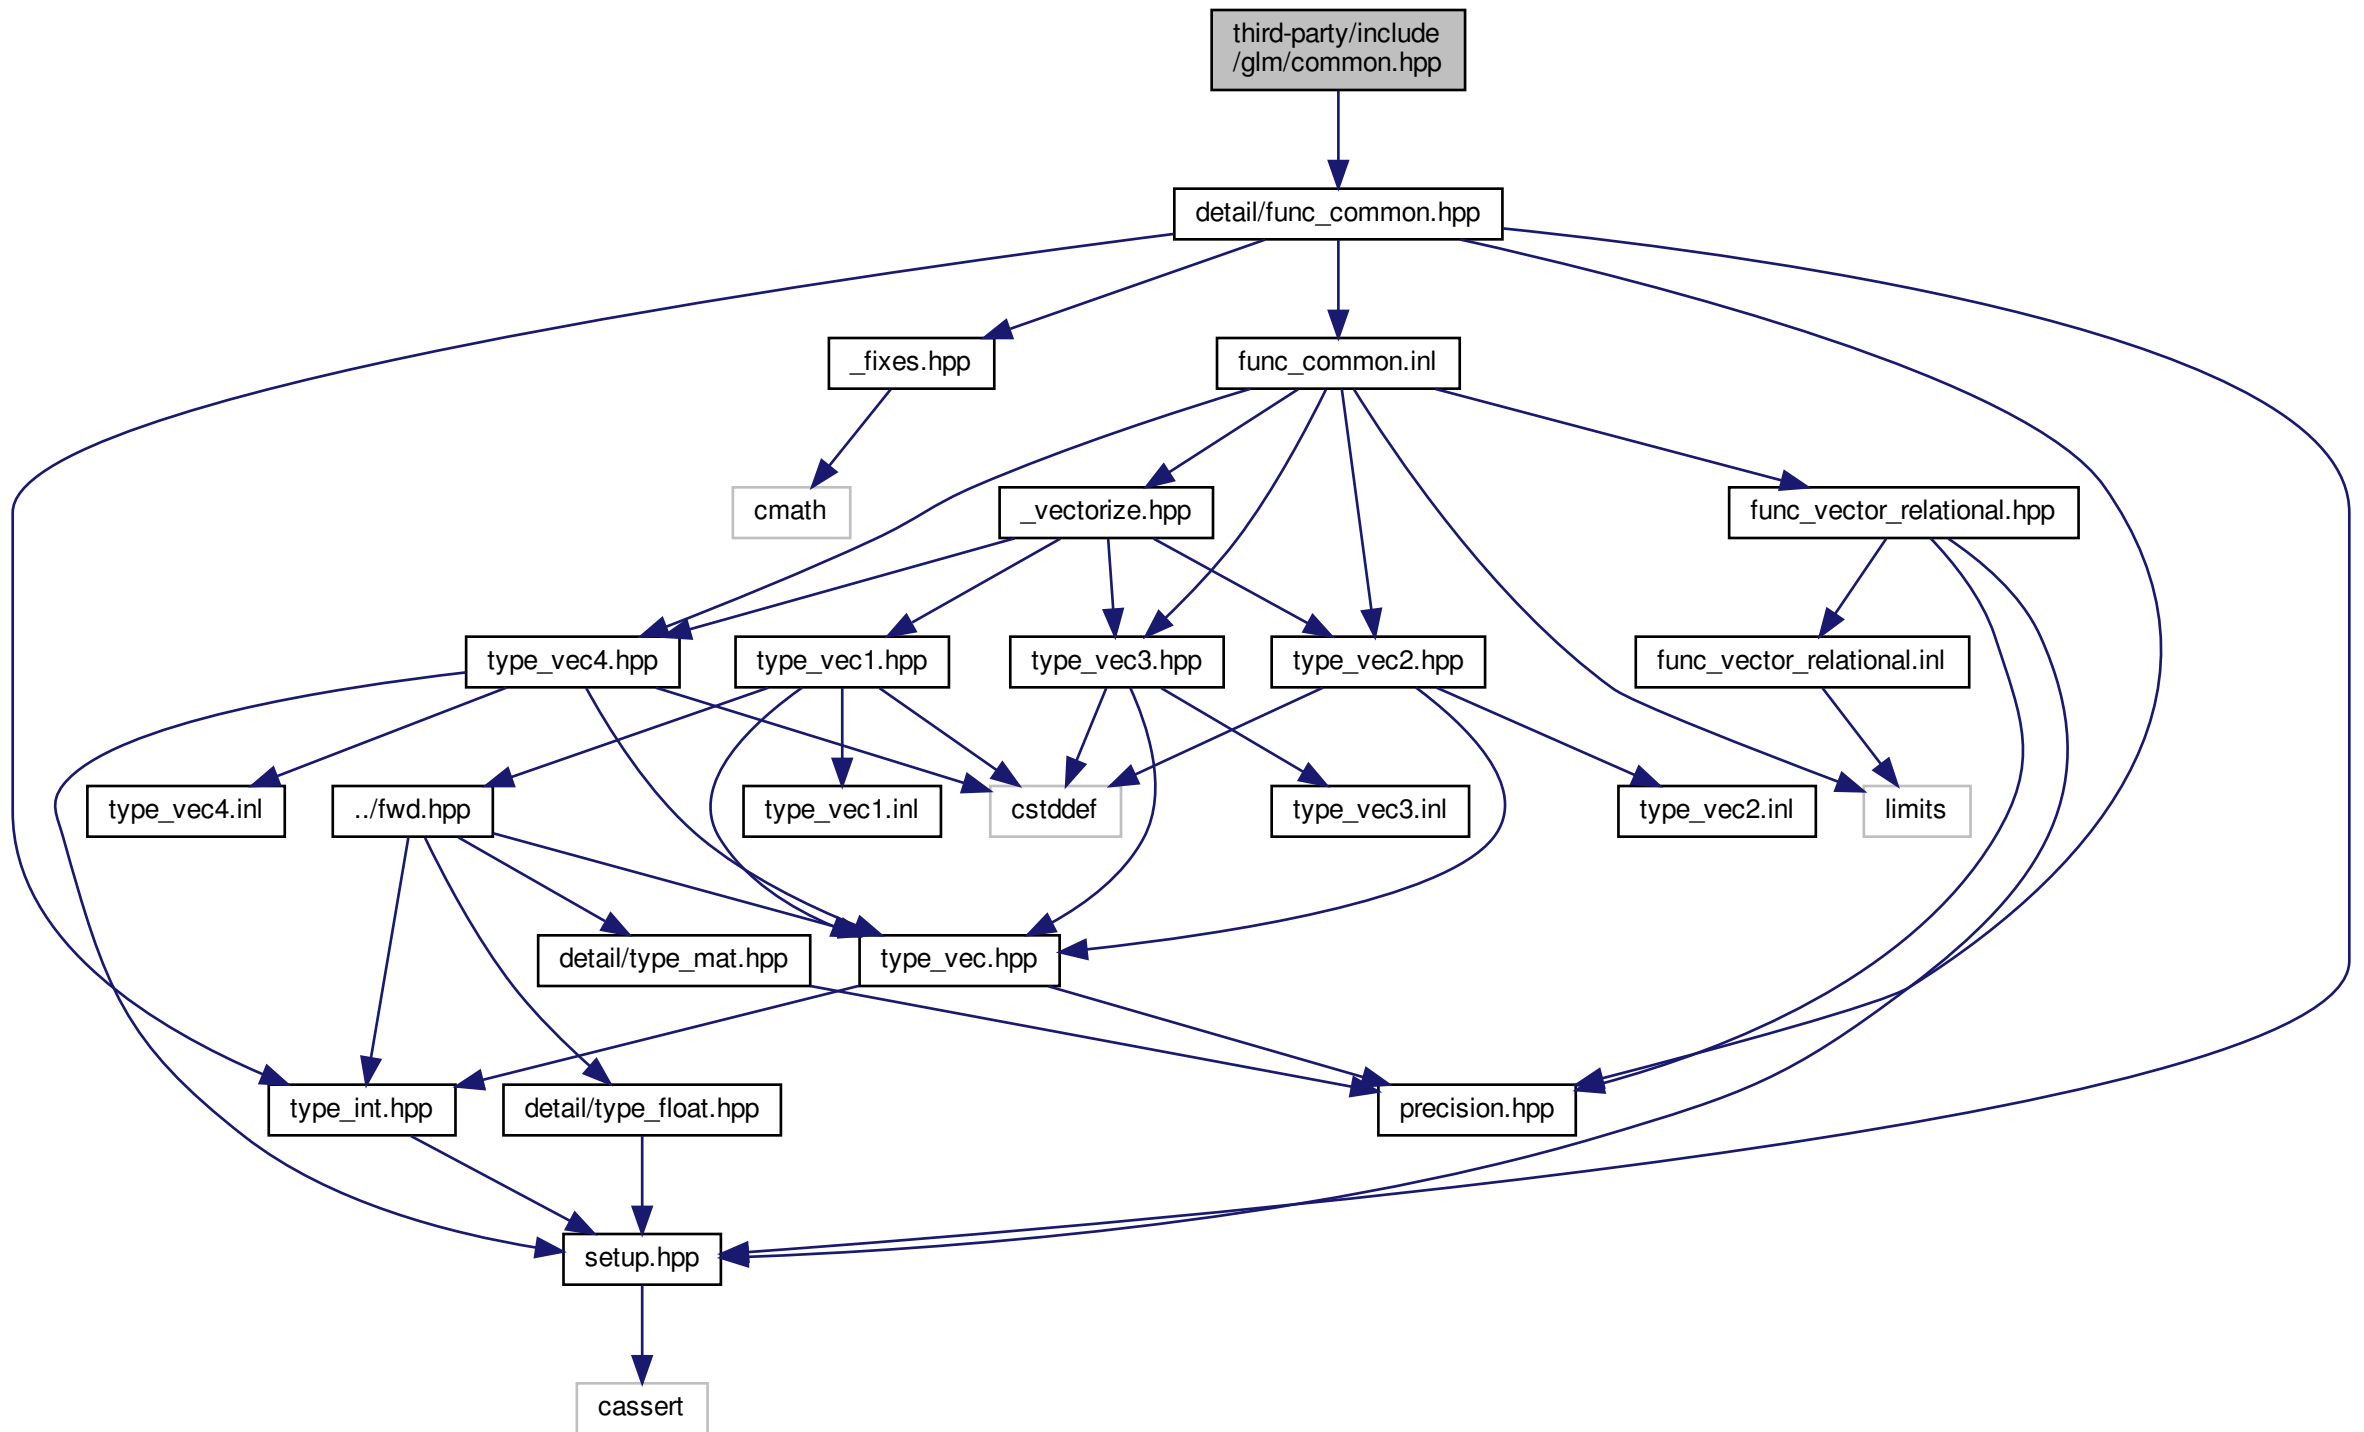 third-party/include
/glm/common.hpp
detail/func_common.hpp
_fixes.hpp
func_common.inl
cmath
_vectorize.hpp
func_vector_relational.hpp
type_vec4.hpp
type_vec1.hpp
type_vec3.hpp
type_vec2.hpp
func_vector_relational.inl
type_vec4.inl
../fwd.hpp
type_vec1.inl
cstddef
type_vec3.inl
type_vec2.inl
limits
detail/type_mat.hpp
type_vec.hpp
type_int.hpp
detail/type_float.hpp
precision.hpp
setup.hpp
cassert